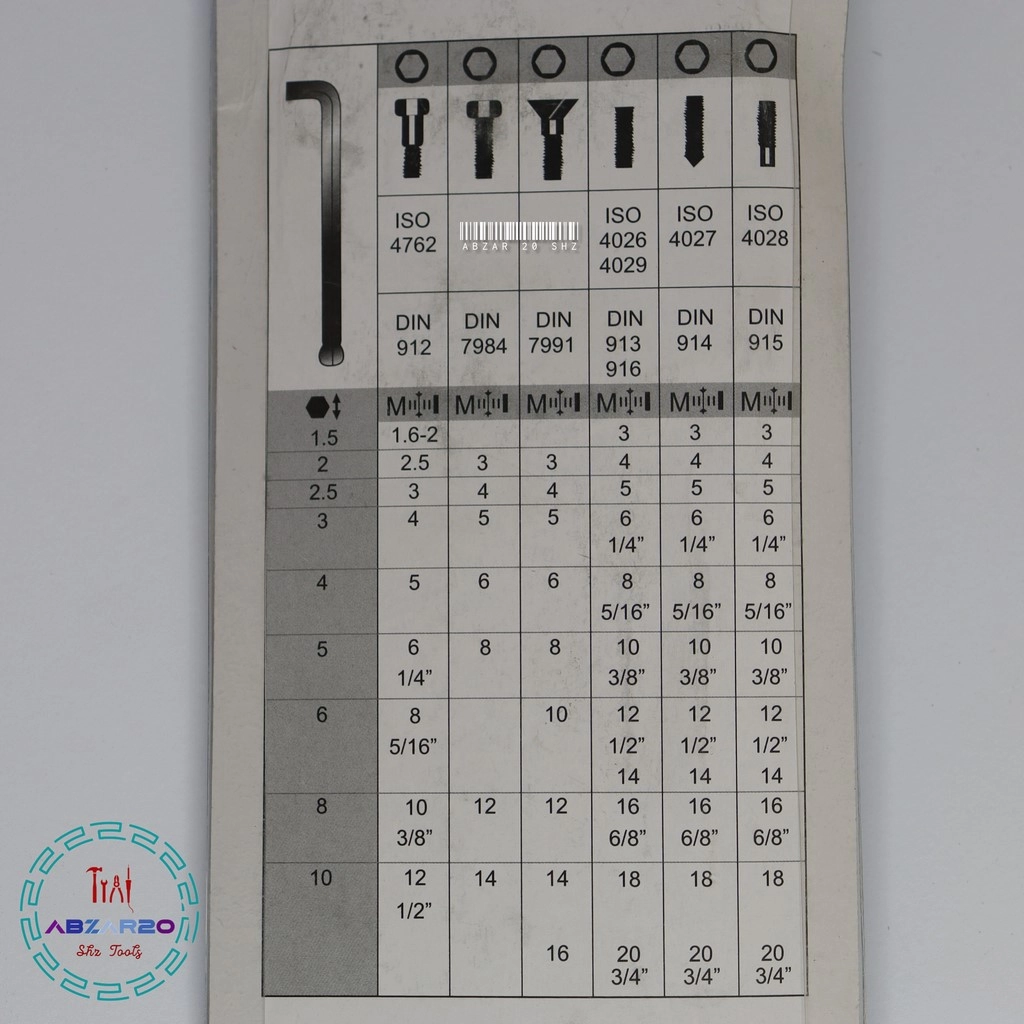 ISO 4762
ABZAR 20 SHZ
ISO 4026 4029
ISO 4027
ISO 4028
DIN 912
DIN 7984
DIN 7991
DIN 913 916
DIN 914
DIN 915
M M M M M M
1.5 1.6-2 3 3 3
2 2.5 3 3 4 4 4
2.5 3 4 4 5 5 5
3 4 5 5 6 6 6
1/4” 1/4” 1/4”
4 5 6 6 8 8 8
5/16” 5/16” 5/16”
5 6 8 8 10 10 10
1/4” 3/8” 3/8” 3/8”
6 8 10 12 12 12
5/16” 1/2” 1/2” 1/2”
14 14 14
8 10 12 12 16 16 16
3/8” 6/8” 6/8” 6/8”
10 12 14 14 18 18 18
1/2”
16 20 20 20
3/4” 3/4” 3/4”
ABZAR20
Shz Tools